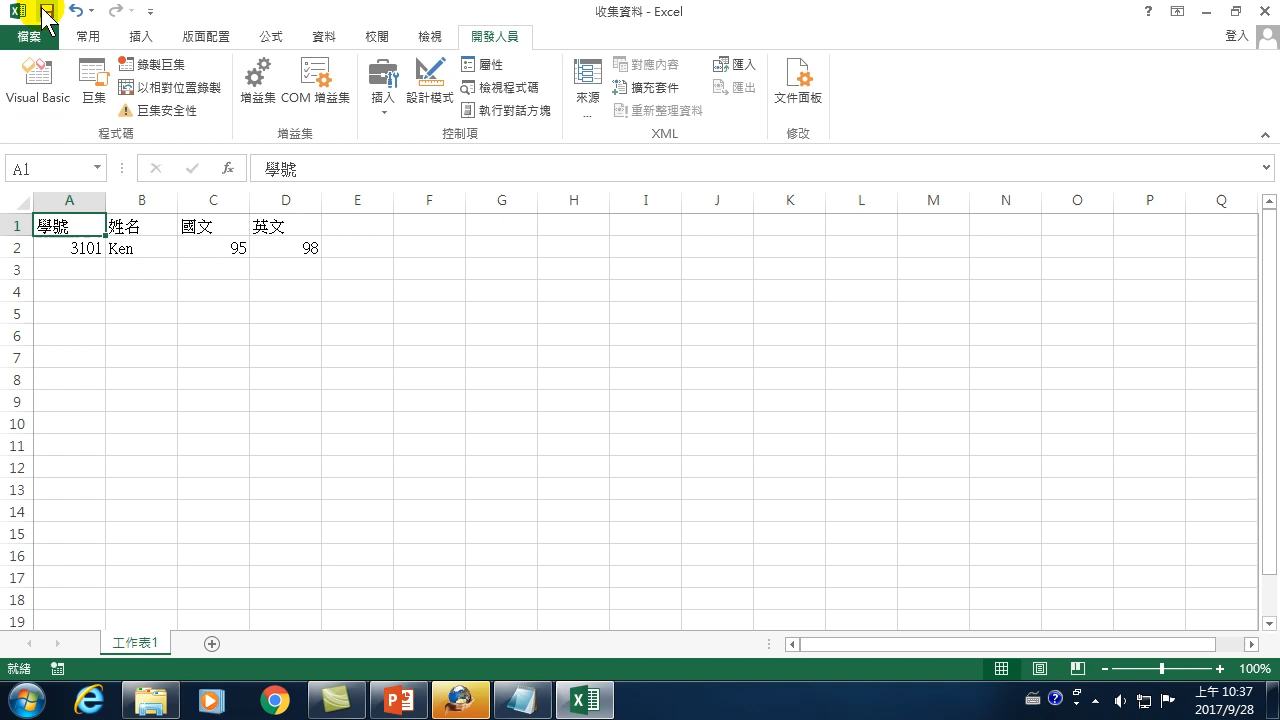 收集資料 - Excel
?
檔案 常用 插入 版面配置 公式 資料 校閱 檢視 開發人員 登入
Visual Basic 巨集 錄製巨集 以相對位置錄製 巨集安全性
增益集 COM 增益集
插入 設計模式 屬性 檢視程式碼 執行對話方塊
來源 ... 對應內容 擴充套件 重新整理資料 匯入 匯出
文件面板
程式碼 增益集 控制項 XML 修改
A1 fx 學號
A B C D E F G H I J K L M N O P Q
1 學號 姓名 國文 英文
2 3101 Ken 95 98
3
4
5
6
7
8
9
10
11
12
13
14
15
16
17
18
19
工作表1
就緒 100%
上午 10:37
2017/9/28